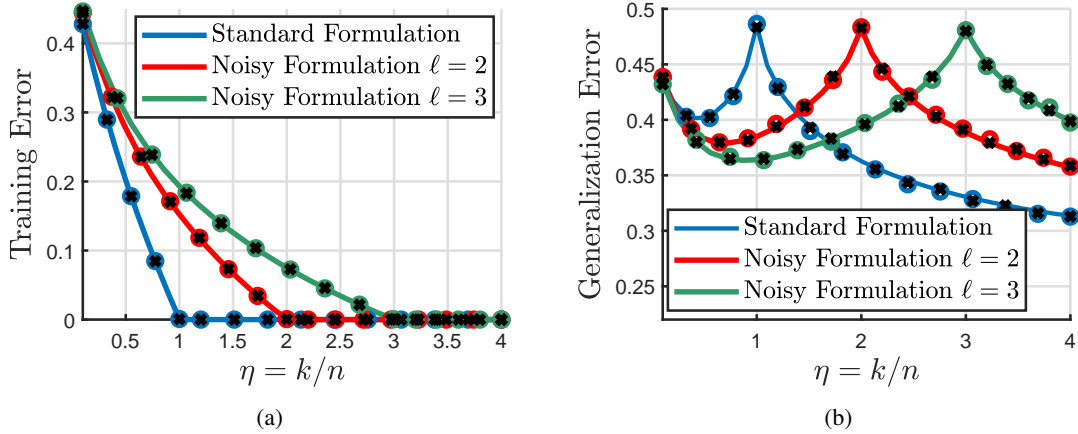 Training Error
0.4
0.3
0.2
0.1
0
0.5 1 1.5 2 2.5 3 3.5 4
η = k/n
Standard Formulation
Noisy Formulation ℓ = 2
Noisy Formulation ℓ = 3
(a)
Generalization Error
0.5
0.45
0.4
0.35
0.3
0.25
1 2 3 4
η = k/n
Standard Formulation
Noisy Formulation ℓ = 2
Noisy Formulation ℓ = 3
(b)